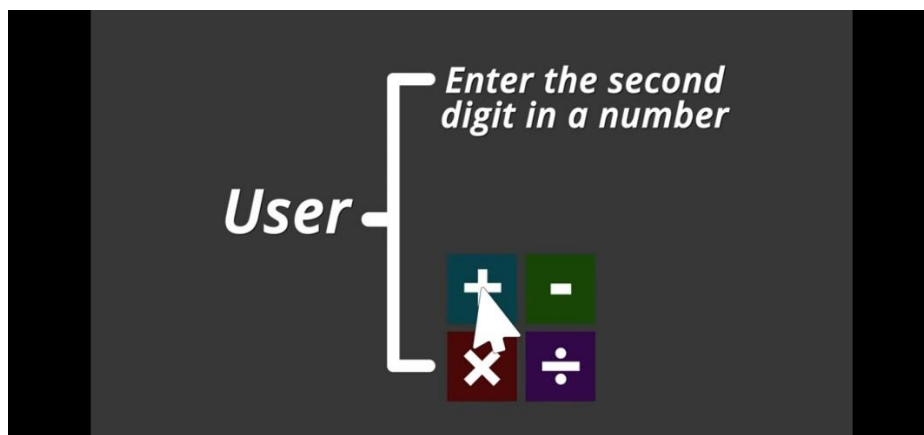 Enter the second
digit in a number
User
+ -
× ÷